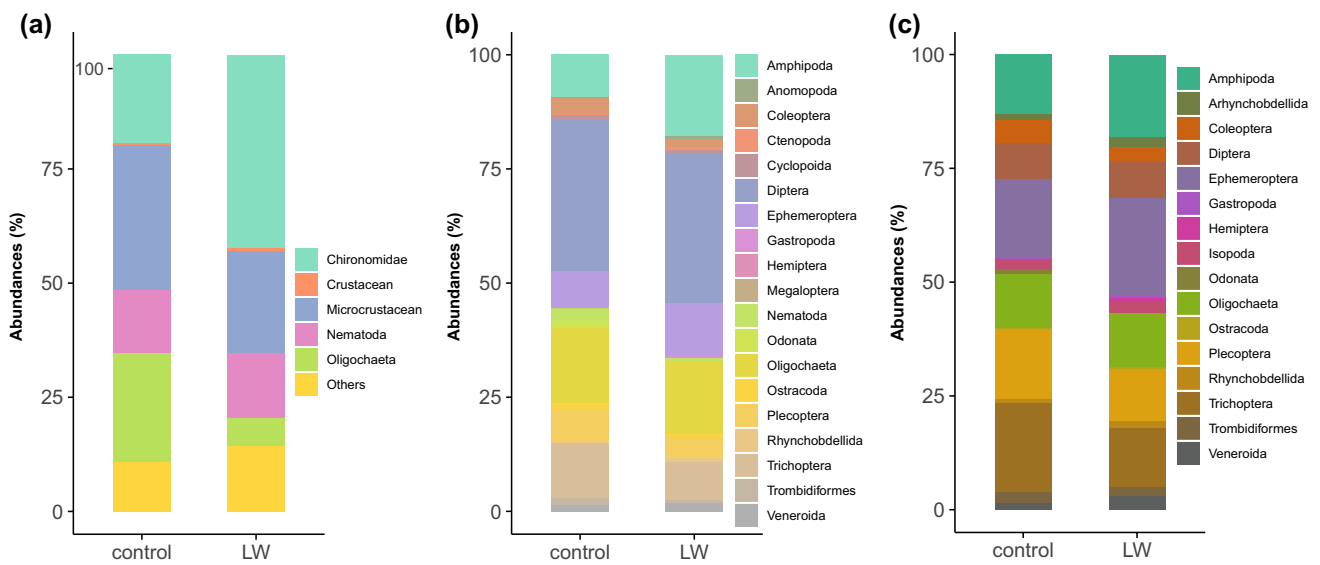 (a)
Abundances (%)
100
75
50
25
0
control LW
Chironomidae
Crustacean
Microcrustacean
Nematoda
Oligochaeta
Others
(b)
Abundances (%)
100
75
50
25
0
control LW
Amphipoda
Anomopoda
Coleoptera
Ctenopoda
Cyclopoida
Diptera
Ephemeroptera
Gastropoda
Hemiptera
Megaloptera
Nematoda
Odonata
Oligochaeta
Ostracoda
Plecoptera
Rhynchobdellida
Trichoptera
Trombidiformes
Veneroida
(c)
Abundances (%)
100
75
50
25
0
control LW
Amphipoda
Arhynchobdellida
Coleoptera
Diptera
Ephemeroptera
Gastropoda
Hemiptera
Isopoda
Odonata
Oligochaeta
Ostracoda
Plecoptera
Rhynchobdellida
Trichoptera
Trombidiformes
Veneroida